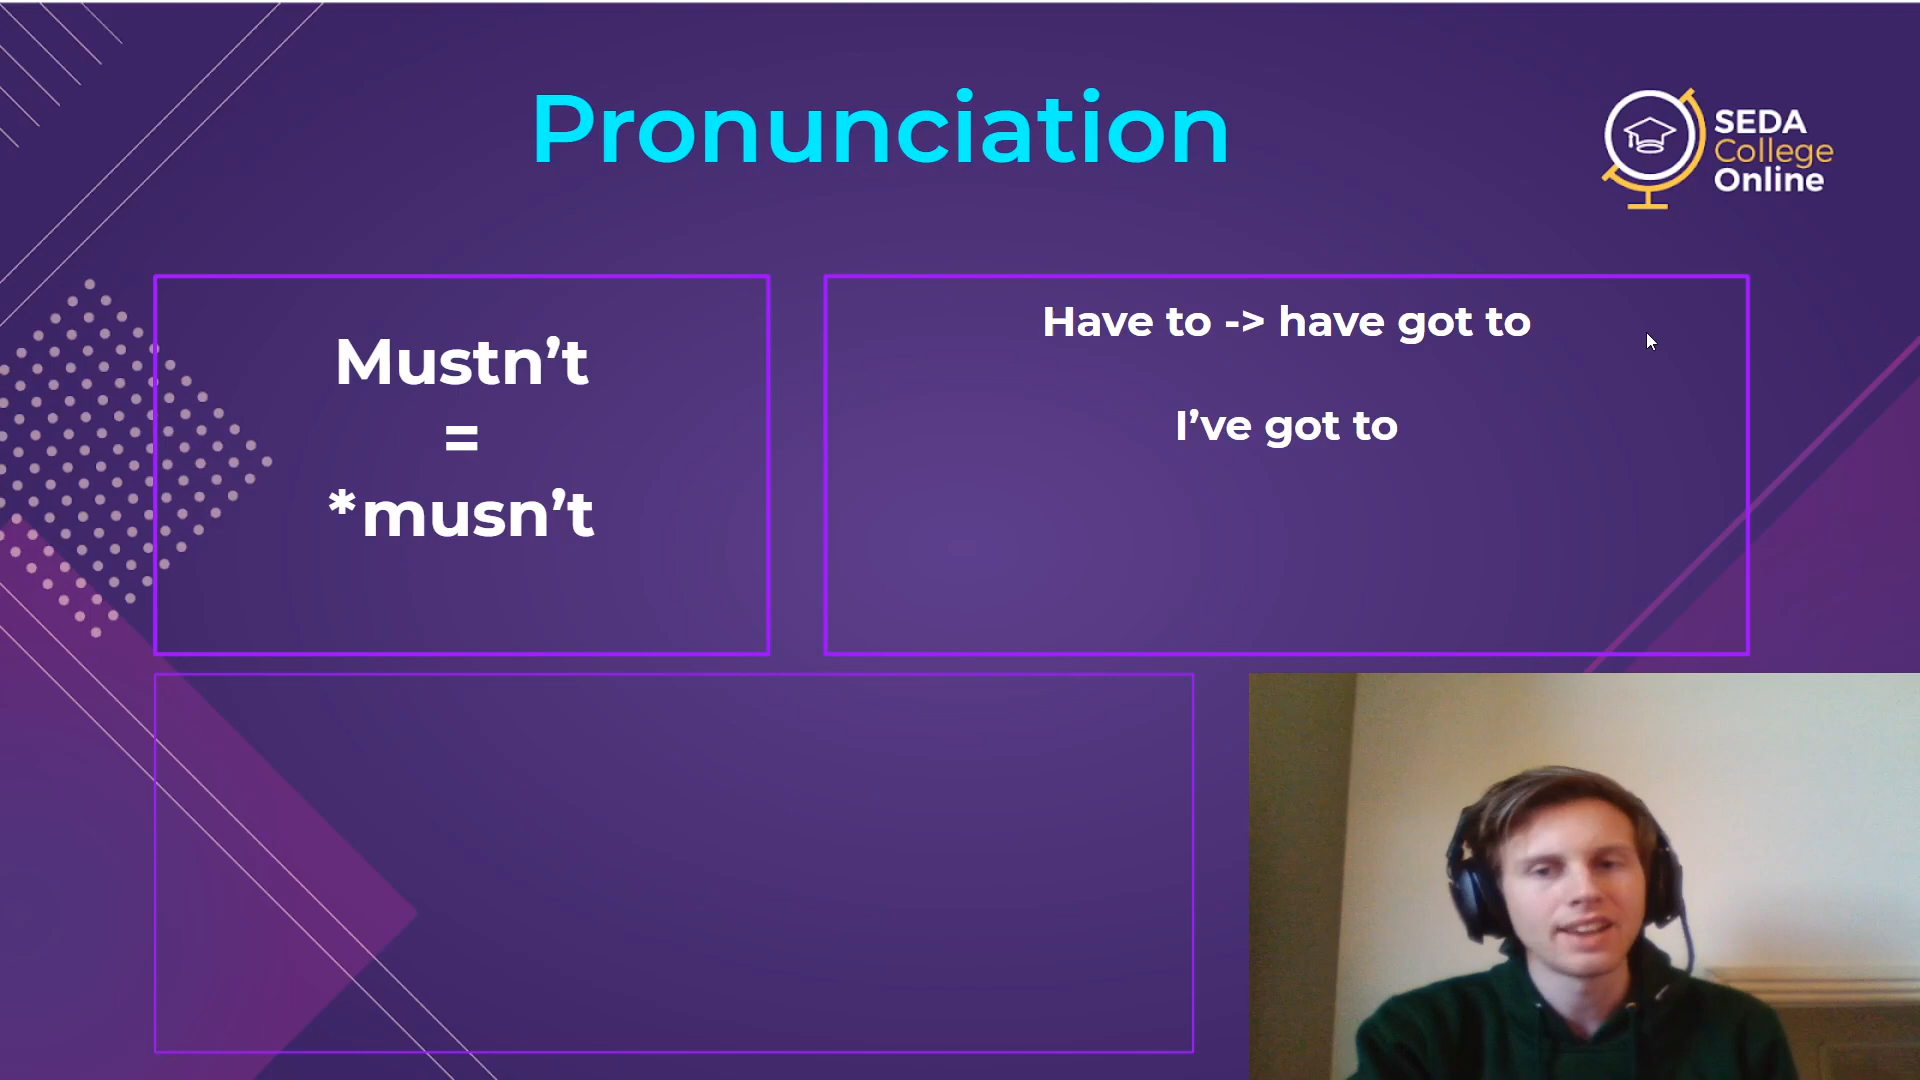 Pronunciation
SEDA
College
Online
Mustn’t
=
*musn’t
Have to -> have got to
I’ve got to